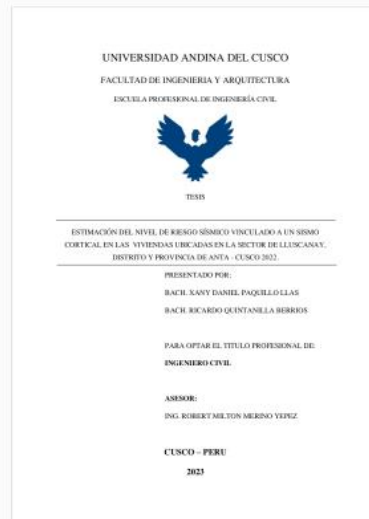 UNIVERSIDAD ANDINA DEL CUSCO
FACULTAD DE INGENIERIA Y ARQUITECTURA
ESCUELA PROFESIONAL DE INGENIERÍA CIVIL
TESIS
ESTIMACIÓN DEL NIVEL DE RIESGO SÍSMICO VINCULADO A UN SISMO
CORTICAL EN LAS VIVIENDAS UBICADAS EN LA SECTOR DE LLUSCANAY,
DISTRITO Y PROVINCIA DE ANTA - CUSCO 2022.
PRESENTADO POR:
BACH. XANY DANIEL PAQUILLO LLAS
BACH. RICARDO QUINTANILLA BERRIOS
PARA OPTAR EL TITULO PROFESIONAL DE:
INGENIERO CIVIL
ASESOR:
ING. ROBERT MILTON MERINO YEPEZ
CUSCO – PERU
2023